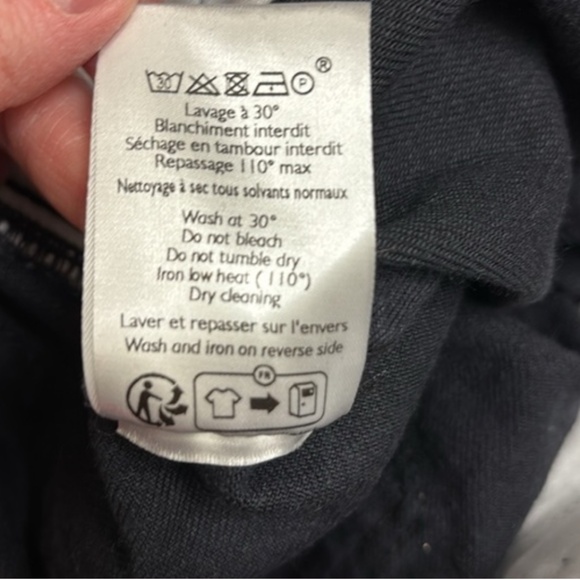 30 P ®
Lavage à 30°
Blanchiment interdit
Séchage en tambour interdit
Repassage 110° max
Nettoyage à sec tous solvants normaux
Wash at 30°
Do not bleach
Do not tumble dry
Iron low heat (110°)
Dry cleaning
Laver et repasser sur l'envers
Wash and iron on reverse side
FR